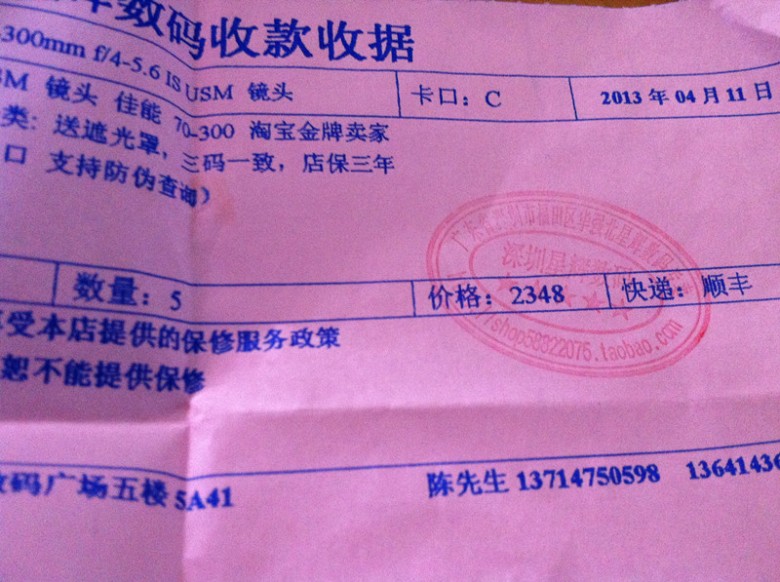 数码收款收据
-300mm f/4-5.6 IS USM 镜头
卡口：C
2013 年 04 月 11 日
SM 镜头 佳能 70-300 淘宝金牌卖家
类：送遮光罩，三码一致，店保三年
口 支持防伪查询）
数量：5
价格：2348
快递：顺丰
享受本店提供的保修服务政策
恕不能提供保修
数码广场五楼 5A41
陈先生 13714750598 13641436
shop58322075.taobao.com